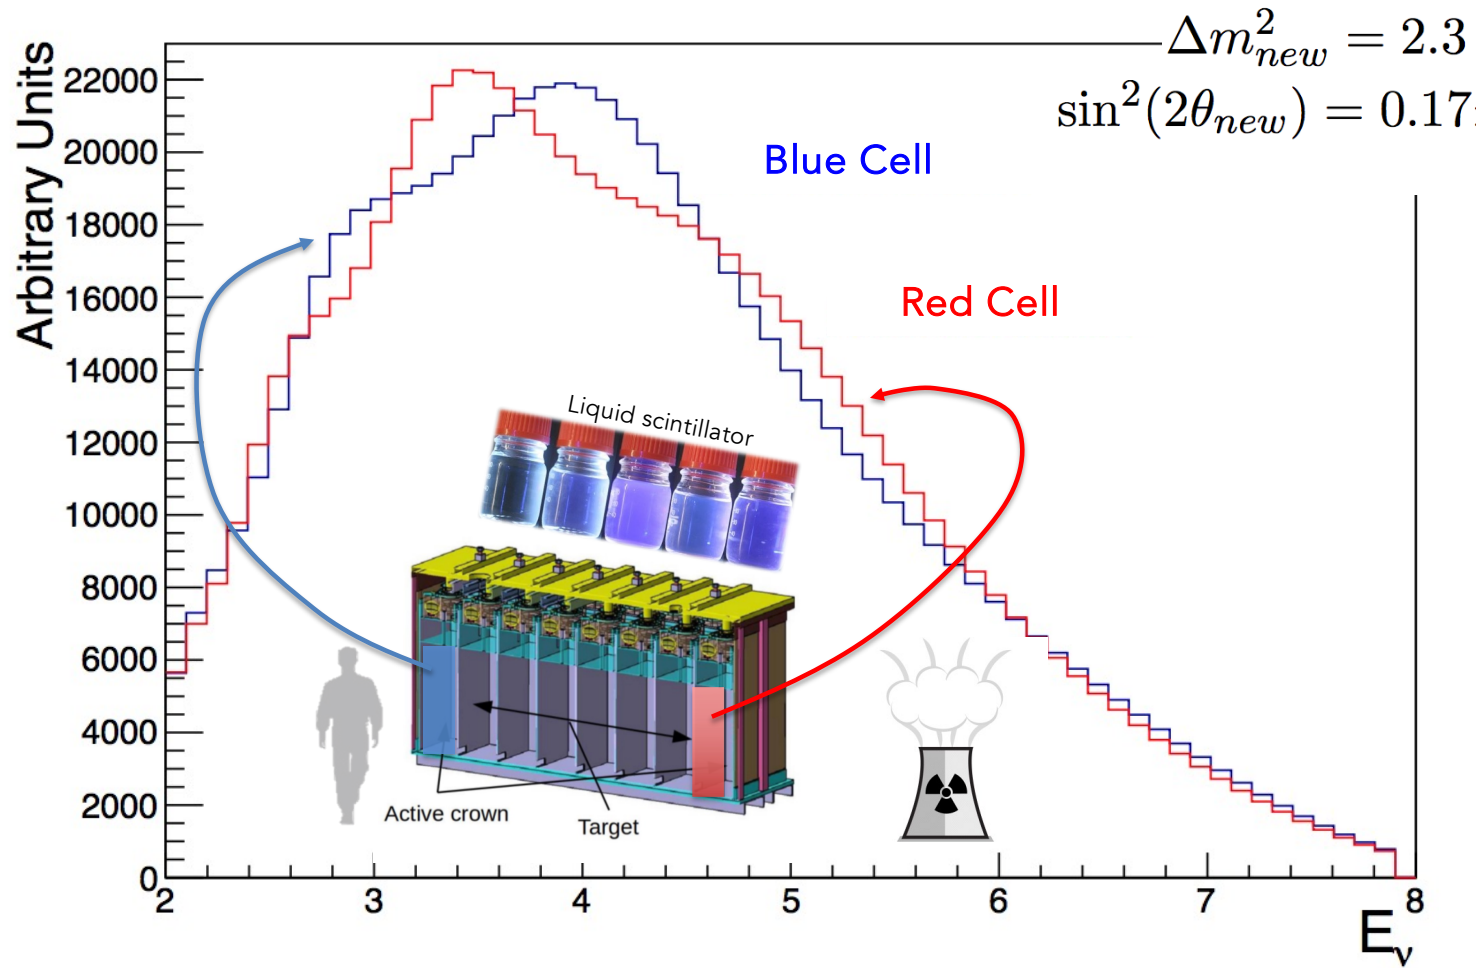 Δm²new = 2.3
sin²(2θnew) = 0.17
Arbitrary Units
22000
20000
18000
16000
14000
12000
10000
8000
6000
4000
2000
0
Blue Cell
Red Cell
Liquid scintillator
Active crown
Target
2 3 4 5 6 7 8
Eν